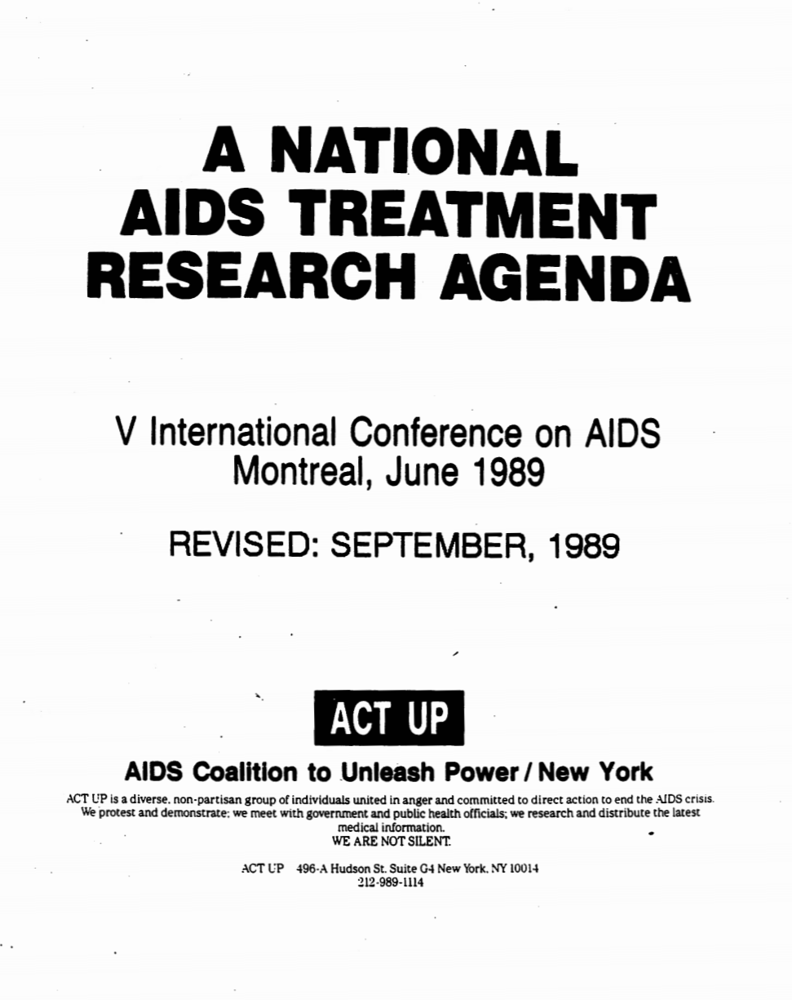 A NATIONAL
AIDS TREATMENT
RESEARCH AGENDA
V International Conference on AIDS
Montreal, June 1989
REVISED: SEPTEMBER, 1989
ACT UP
AIDS Coalition to Unleash Power / New York
ACT UP is a diverse, non-partisan group of individuals united in anger and committed to direct action to end the AIDS crisis.
We protest and demonstrate; we meet with government and public health officials; we research and distribute the latest
medical information.
WE ARE NOT SILENT.
ACT UP 496-A Hudson St. Suite G4 New York, NY 10014
212-989-1114